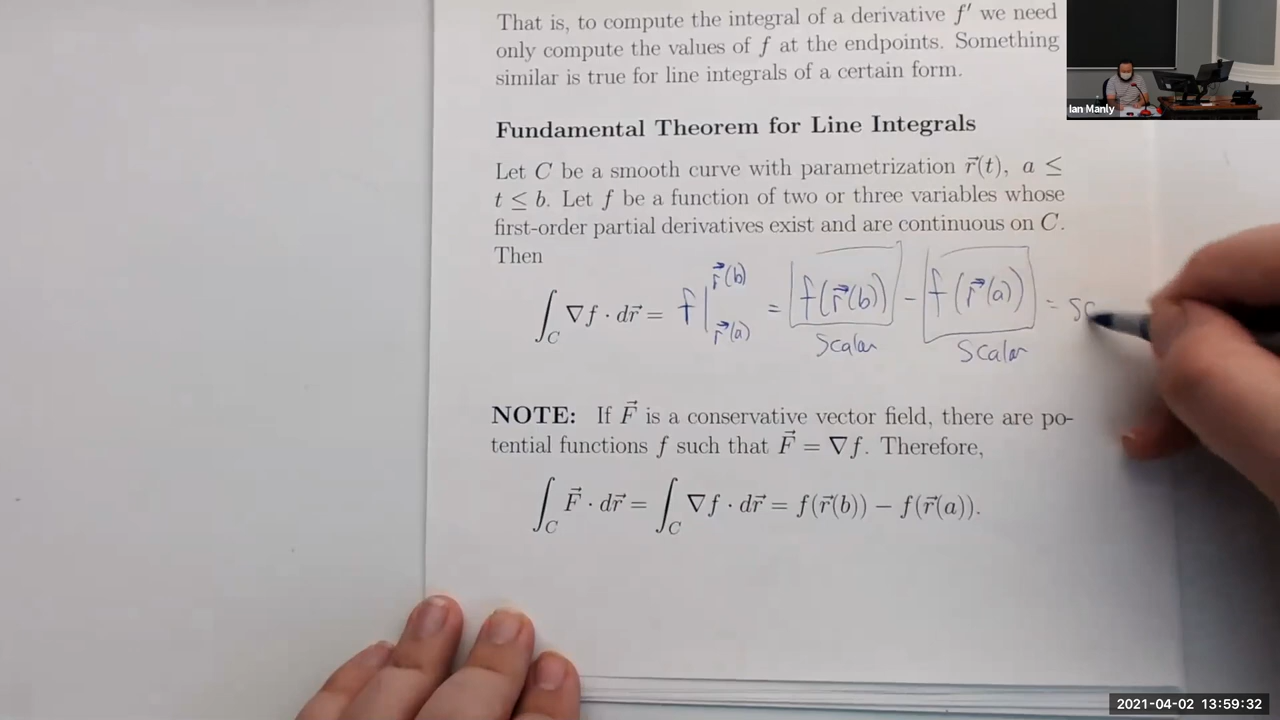 That is, to compute the integral of a derivative f′ we need
only compute the values of f at the endpoints. Something
similar is true for line integrals of a certain form.
Ian Manly
Fundamental Theorem for Line Integrals
Let C be a smooth curve with parametrization r⃗(t), a ≤
t ≤ b. Let f be a function of two or three variables whose
first-order partial derivatives exist and are continuous on C.
Then
∫_C ∇f · dr⃗ = f|_{r⃗(a)}^{r⃗(b)} = f(r⃗(b)) − f(r⃗(a)) = sc
scalar scalar
NOTE: If F⃗ is a conservative vector field, there are po-
tential functions f such that F⃗ = ∇f. Therefore,
∫_C F⃗ · dr⃗ = ∫_C ∇f · dr⃗ = f(r⃗(b)) − f(r⃗(a)).
2021-04-02 13:59:32